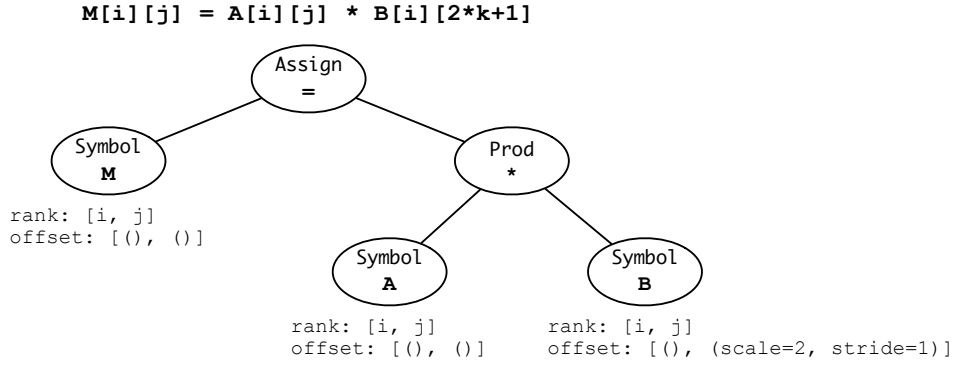 M[i][j] = A[i][j] * B[i][2*k+1]
Assign
=
Symbol
M
Prod
*
rank: [i, j]
offset: [(), ()]
Symbol
A
Symbol
B
rank: [i, j]
offset: [(), ()]
rank: [i, j]
offset: [(), (scale=2, stride=1)]